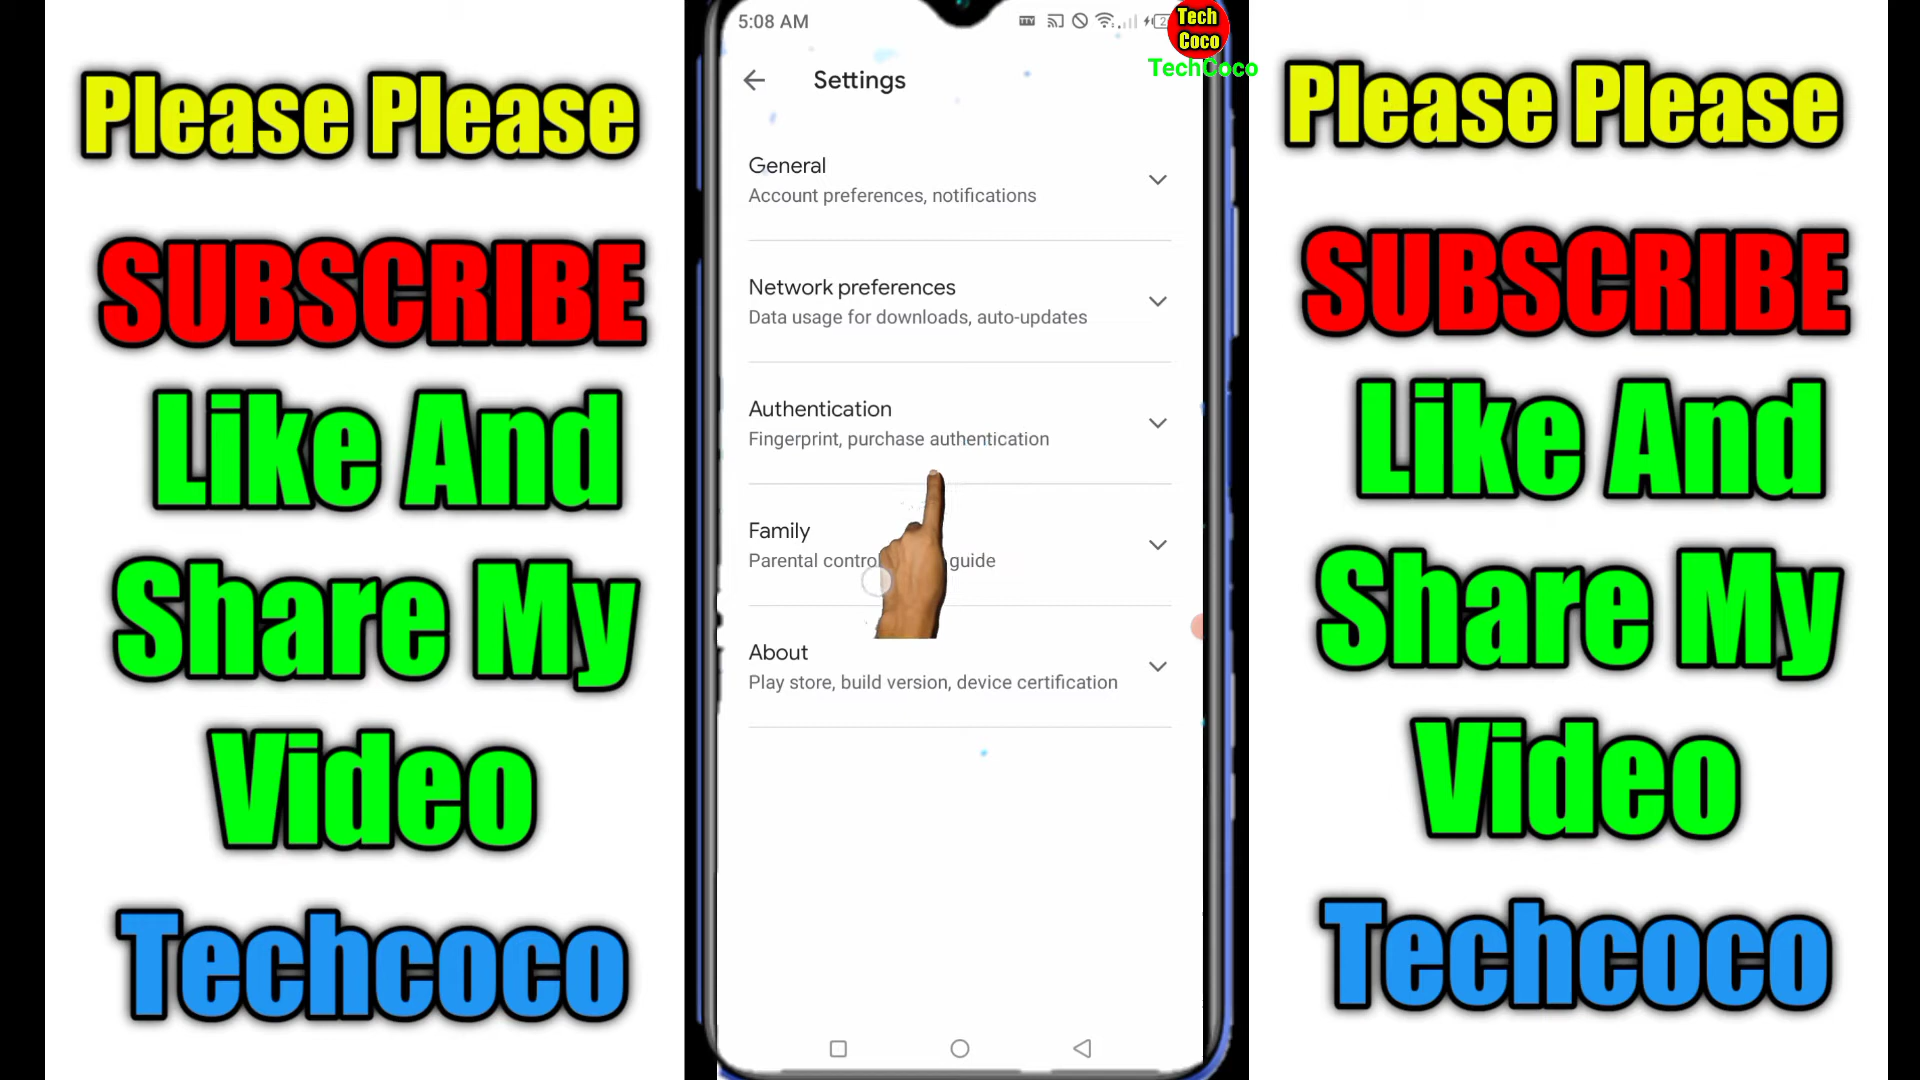 Please Please
SUBSCRIBE
Like And
Share My
Video
Techcoco
5:08 AM
Tech
Coco
TechCoco
Settings
General
Account preferences, notifications
Network preferences
Data usage for downloads, auto-updates
Authentication
Fingerprint, purchase authentication
Family
Parental guide
About
Play store, build version, device certification
Please Please
SUBSCRIBE
Like And
Share My
Video
Techcoco